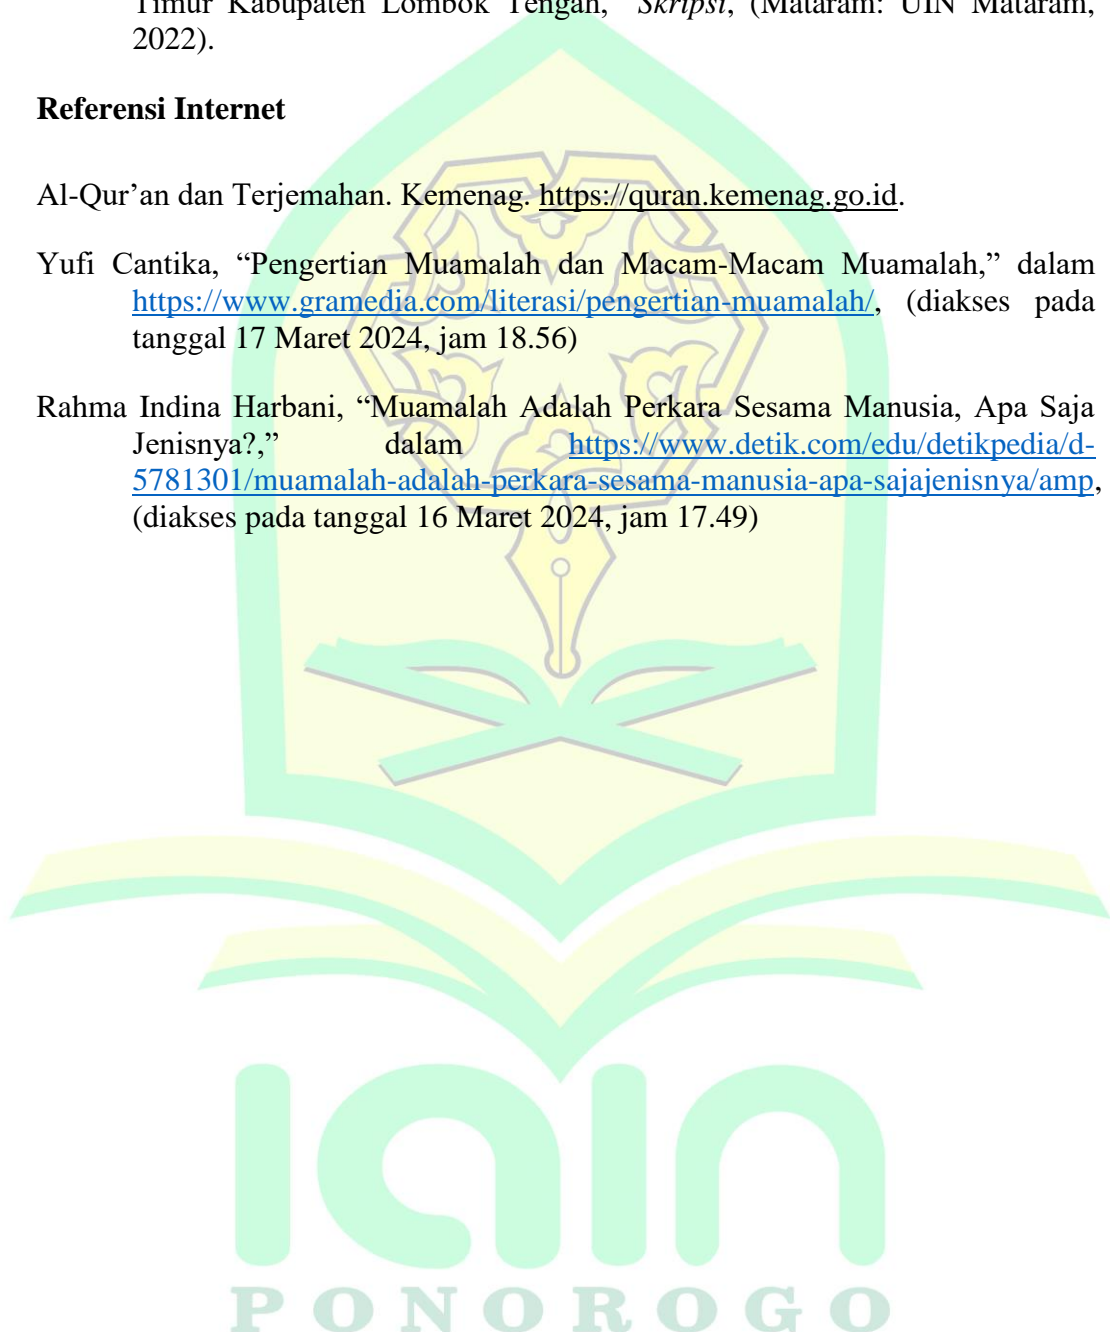 Timur Kabupaten Lombok Tengah,” Skripsi, (Mataram: UIN Mataram,
2022).
Referensi Internet
Al-Qur’an dan Terjemahan. Kemenag. https://quran.kemenag.go.id.
Yufi Cantika, “Pengertian Muamalah dan Macam-Macam Muamalah,” dalam
https://www.gramedia.com/literasi/pengertian-muamalah/, (diakses pada
tanggal 17 Maret 2024, jam 18.56)
Rahma Indina Harbani, “Muamalah Adalah Perkara Sesama Manusia, Apa Saja
Jenisnya?,” dalam https://www.detik.com/edu/detikpedia/d-
5781301/muamalah-adalah-perkara-sesama-manusia-apa-sajajenisnya/amp,
(diakses pada tanggal 16 Maret 2024, jam 17.49)
iain
PONOROGO